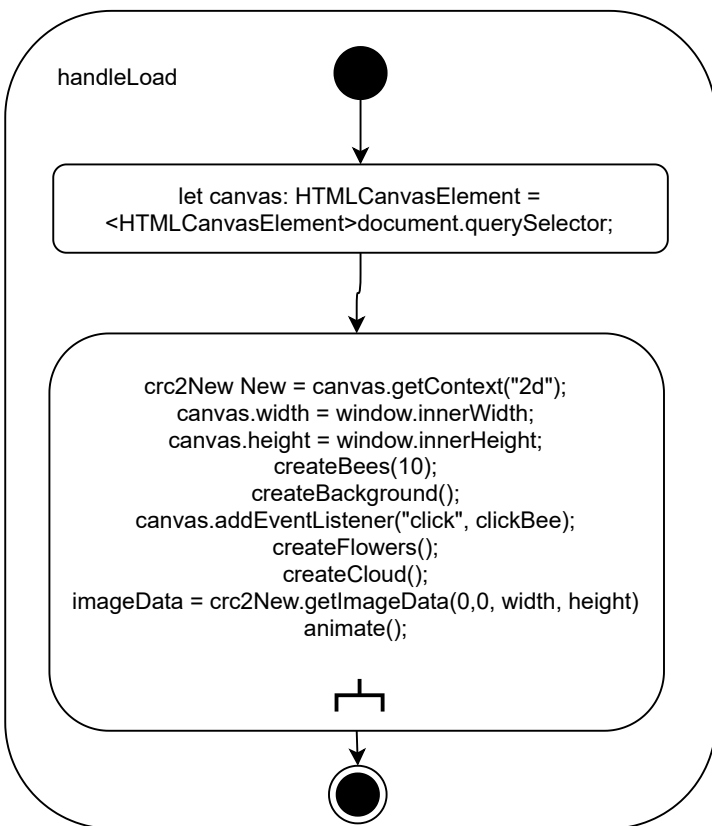 handleLoad
let canvas: HTMLCanvasElement =
<HTMLCanvasElement>document.querySelector;
crc2New New = canvas.getContext("2d");
canvas.width = window.innerWidth;
canvas.height = window.innerHeight;
createBees(10);
createBackground();
canvas.addEventListener("click", clickBee);
createFlowers();
createCloud();
imageData = crc2New.getImageData(0,0, width, height)
animate();